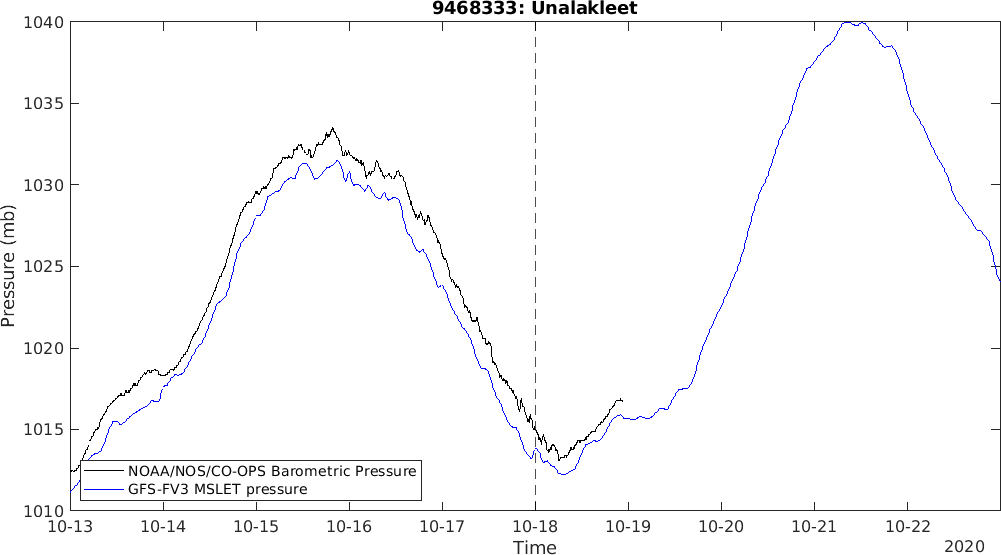 9468333: Unalakleet
1040
1035
1030
1025
1020
1015
1010
Pressure (mb)
NOAA/NOS/CO-OPS Barometric Pressure
GFS-FV3 MSLET pressure
10-13 10-14 10-15 10-16 10-17 10-18 10-19 10-20 10-21 10-22
Time
2020